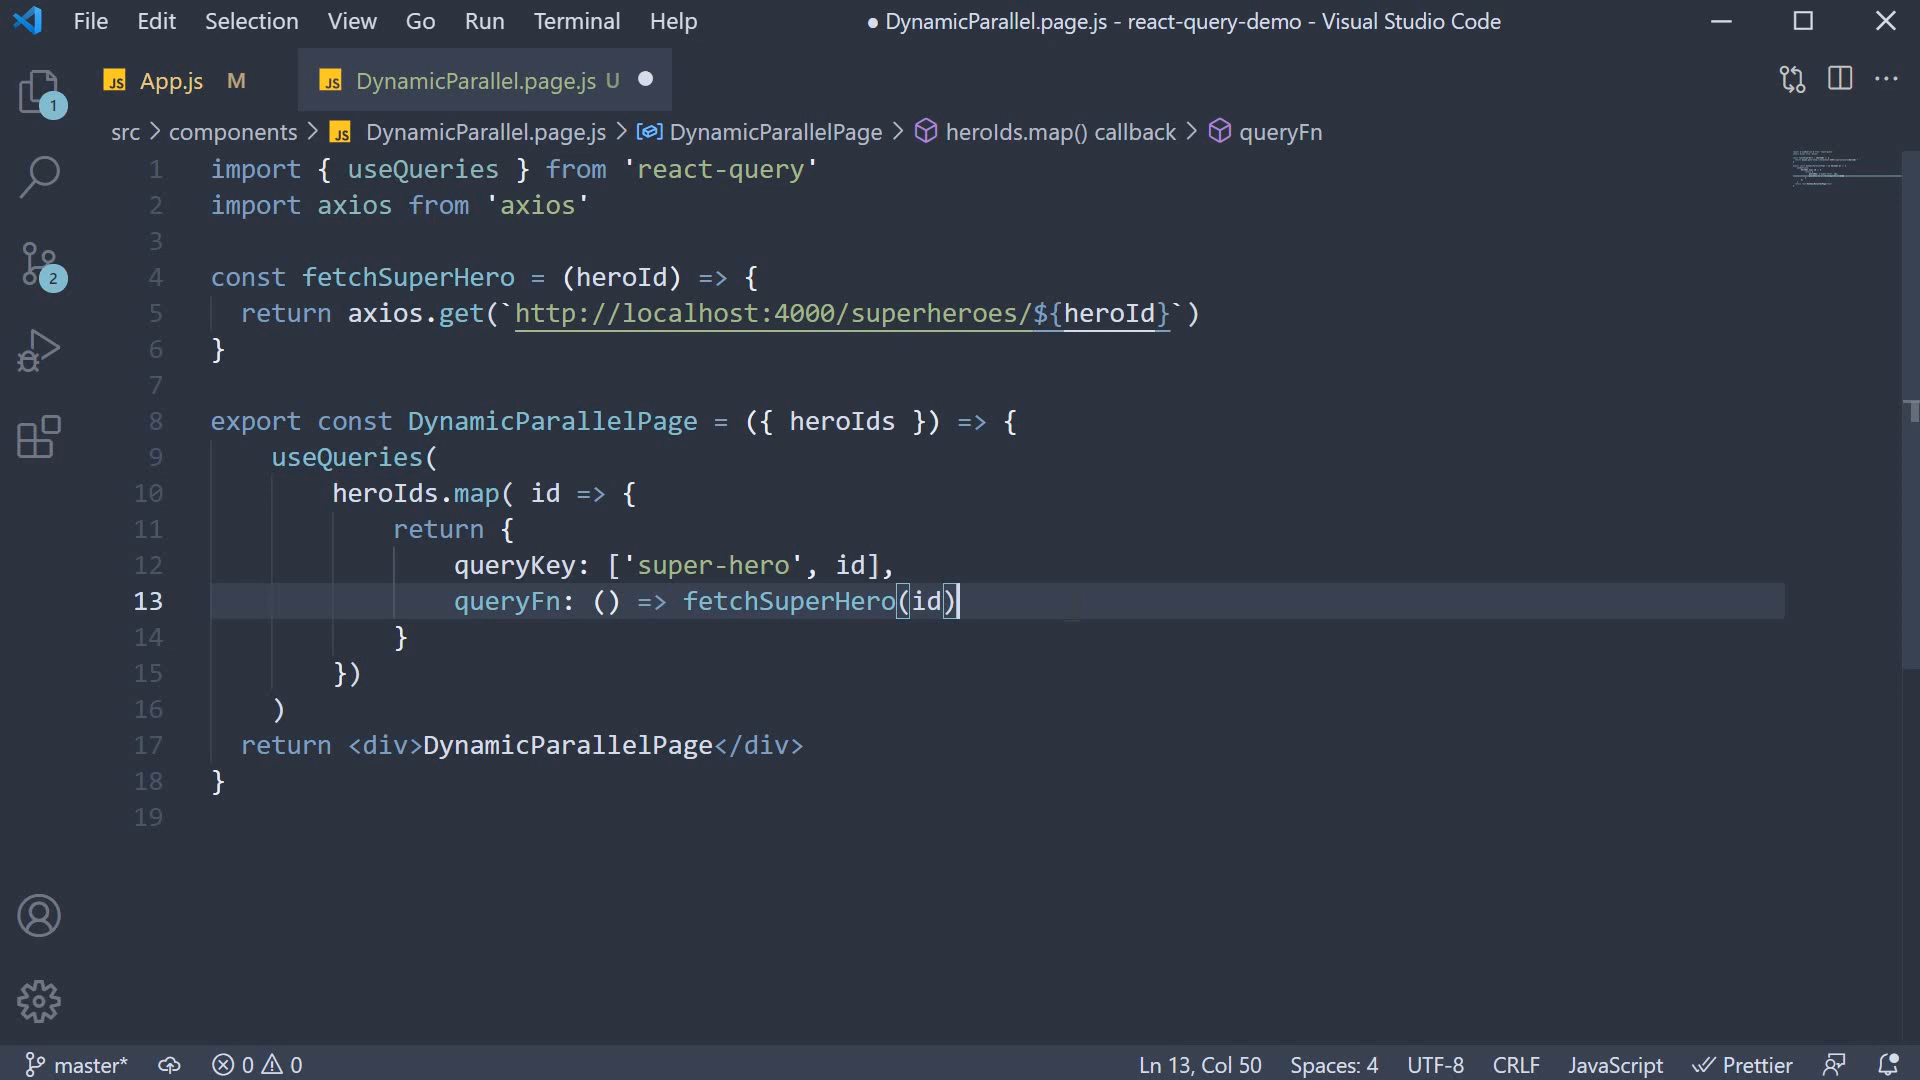 File Edit Selection View Go Run Terminal Help ● DynamicParallel.page.js - react-query-demo - Visual Studio Code
JS App.js M JS DynamicParallel.page.js U
src > components > JS DynamicParallel.page.js > DynamicParallelPage > heroIds.map() callback > queryFn
1
1 import { useQueries } from 'react-query'
2 import axios from 'axios'
3
4 const fetchSuperHero = (heroId) => {
2
5 return axios.get(`http://localhost:4000/superheroes/${heroId}`)
6 }
7
8 export const DynamicParallelPage = ({ heroIds }) => {
9 useQueries(
10 heroIds.map( id => {
11 return {
12 queryKey: ['super-hero', id],
13 queryFn: () => fetchSuperHero(id)
14 }
15 })
16 )
17 return <div>DynamicParallelPage</div>
18 }
19
master* 0 0 Ln 13, Col 50 Spaces: 4 UTF-8 CRLF JavaScript Prettier